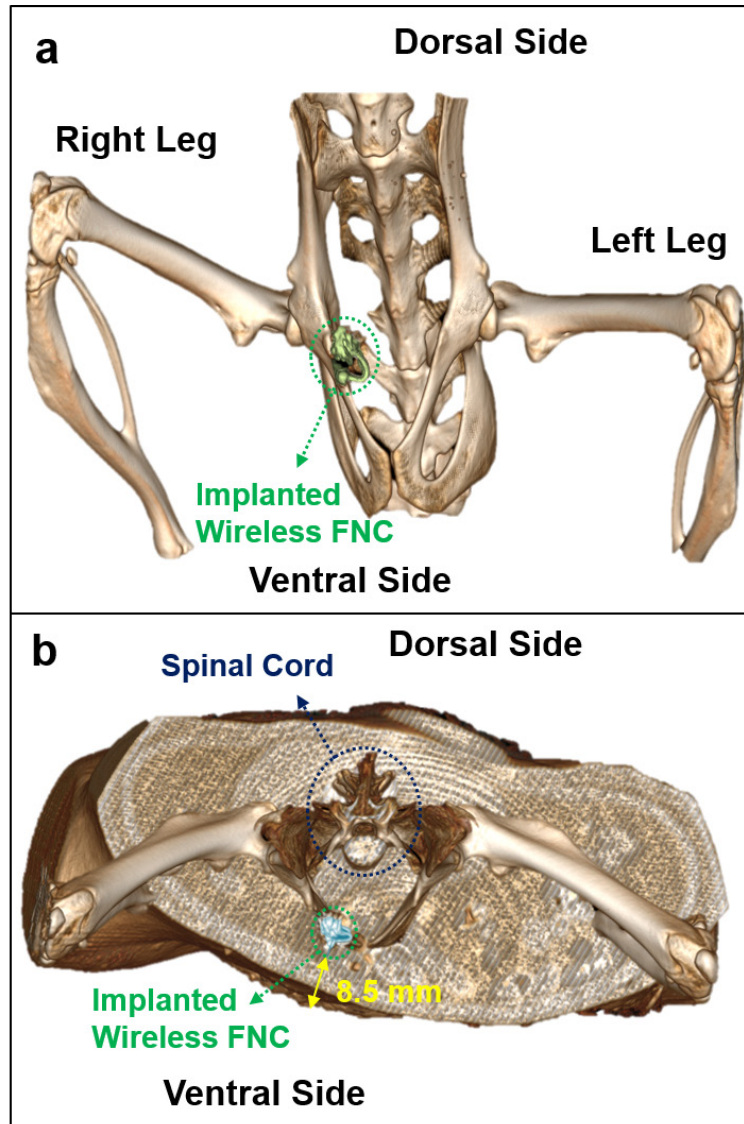 a
Dorsal Side
Right Leg
Left Leg
Implanted
Wireless FNC
Ventral Side
b
Dorsal Side
Spinal Cord
8.5 mm
Implanted
Wireless FNC
Ventral Side